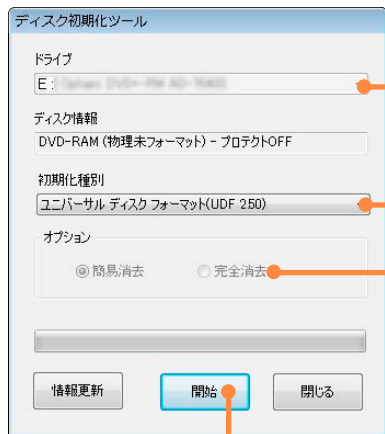 ディスク初期化ツール
ドライブ
E:
ディスク情報
DVD-RAM (物理未フォーマット) - プロテクトOFF
初期化種別
ユニバーサル ディスク フォーマット(UDF 2.50)
オプション
簡易消去 完全消去
情報更新 開始 閉じる